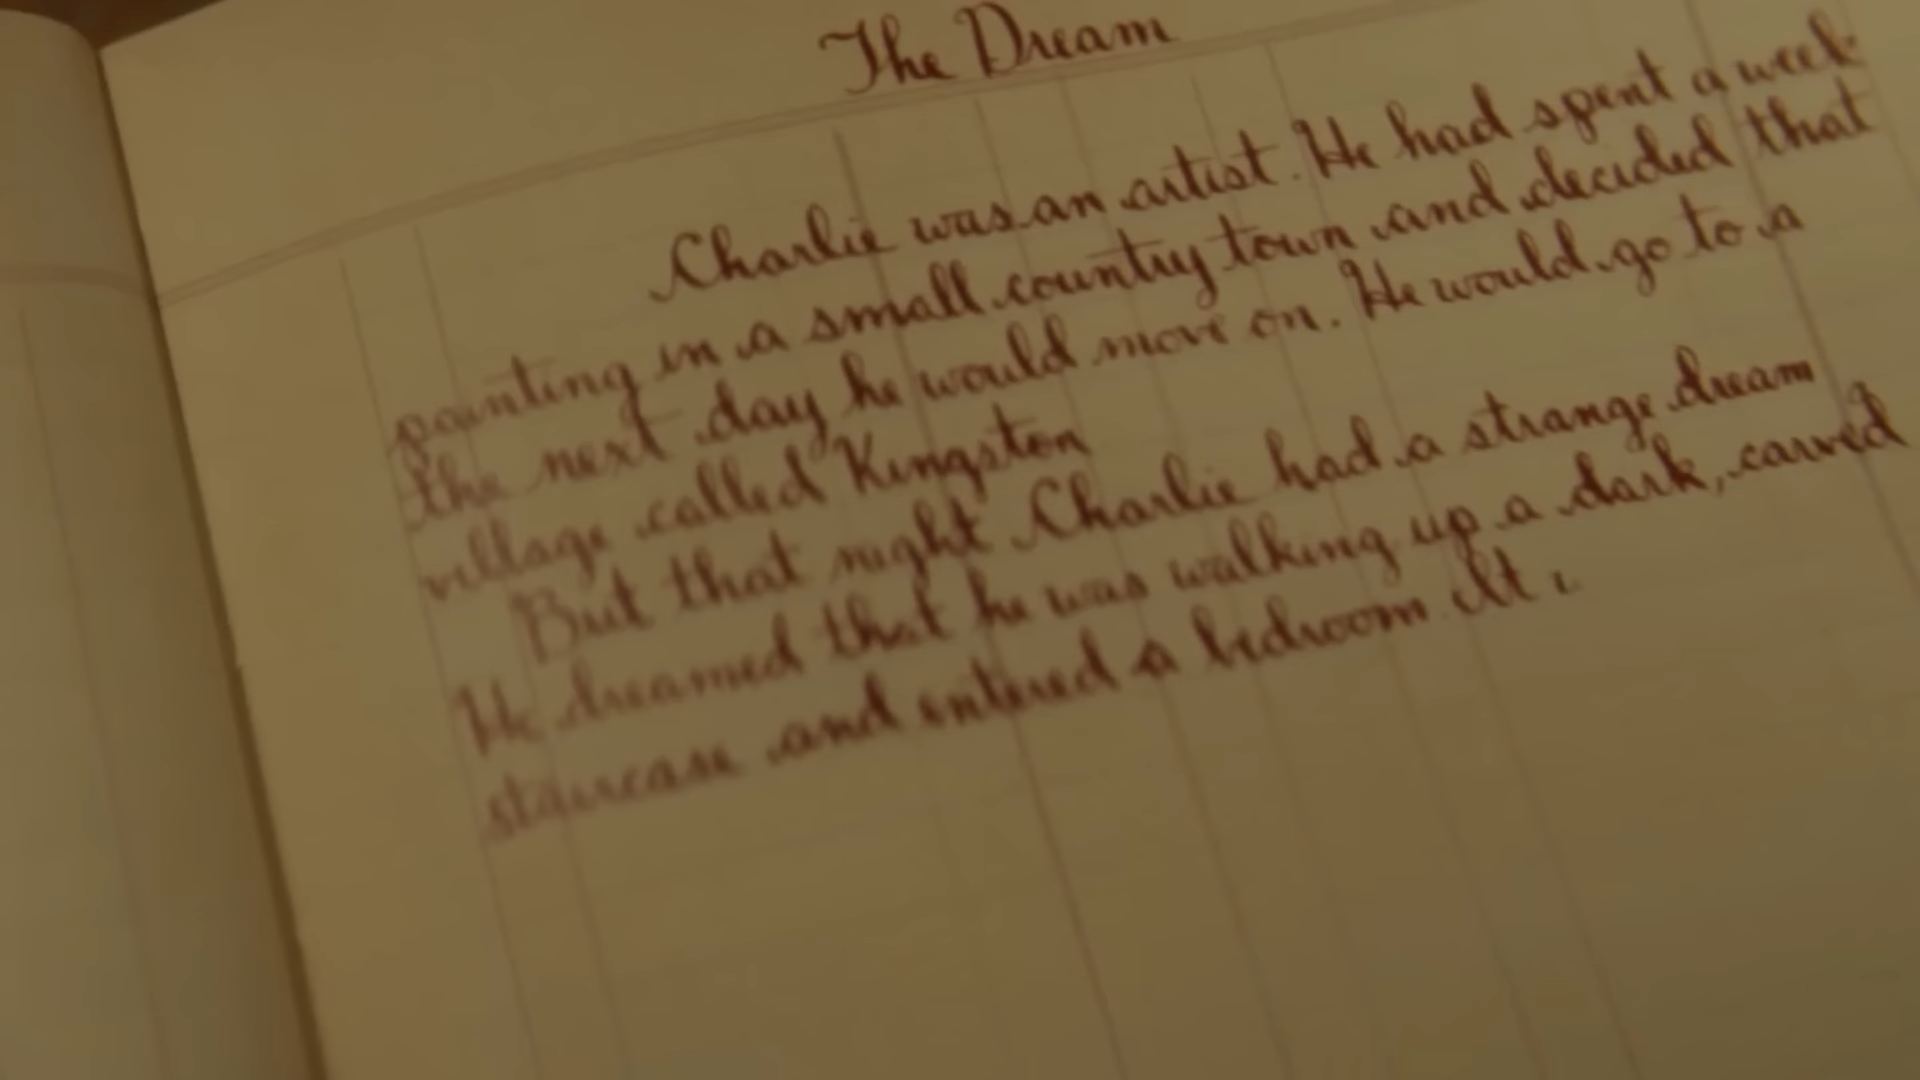 The Dream
Charlie was an artist. He had spent a week
painting in a small country town and decided that
the next day he would move on. He would go to a
village called Kingston
But that night Charlie had a strange dream
He dreamed that he was walking up a dark, carved
staircase and entered a bedroom. It